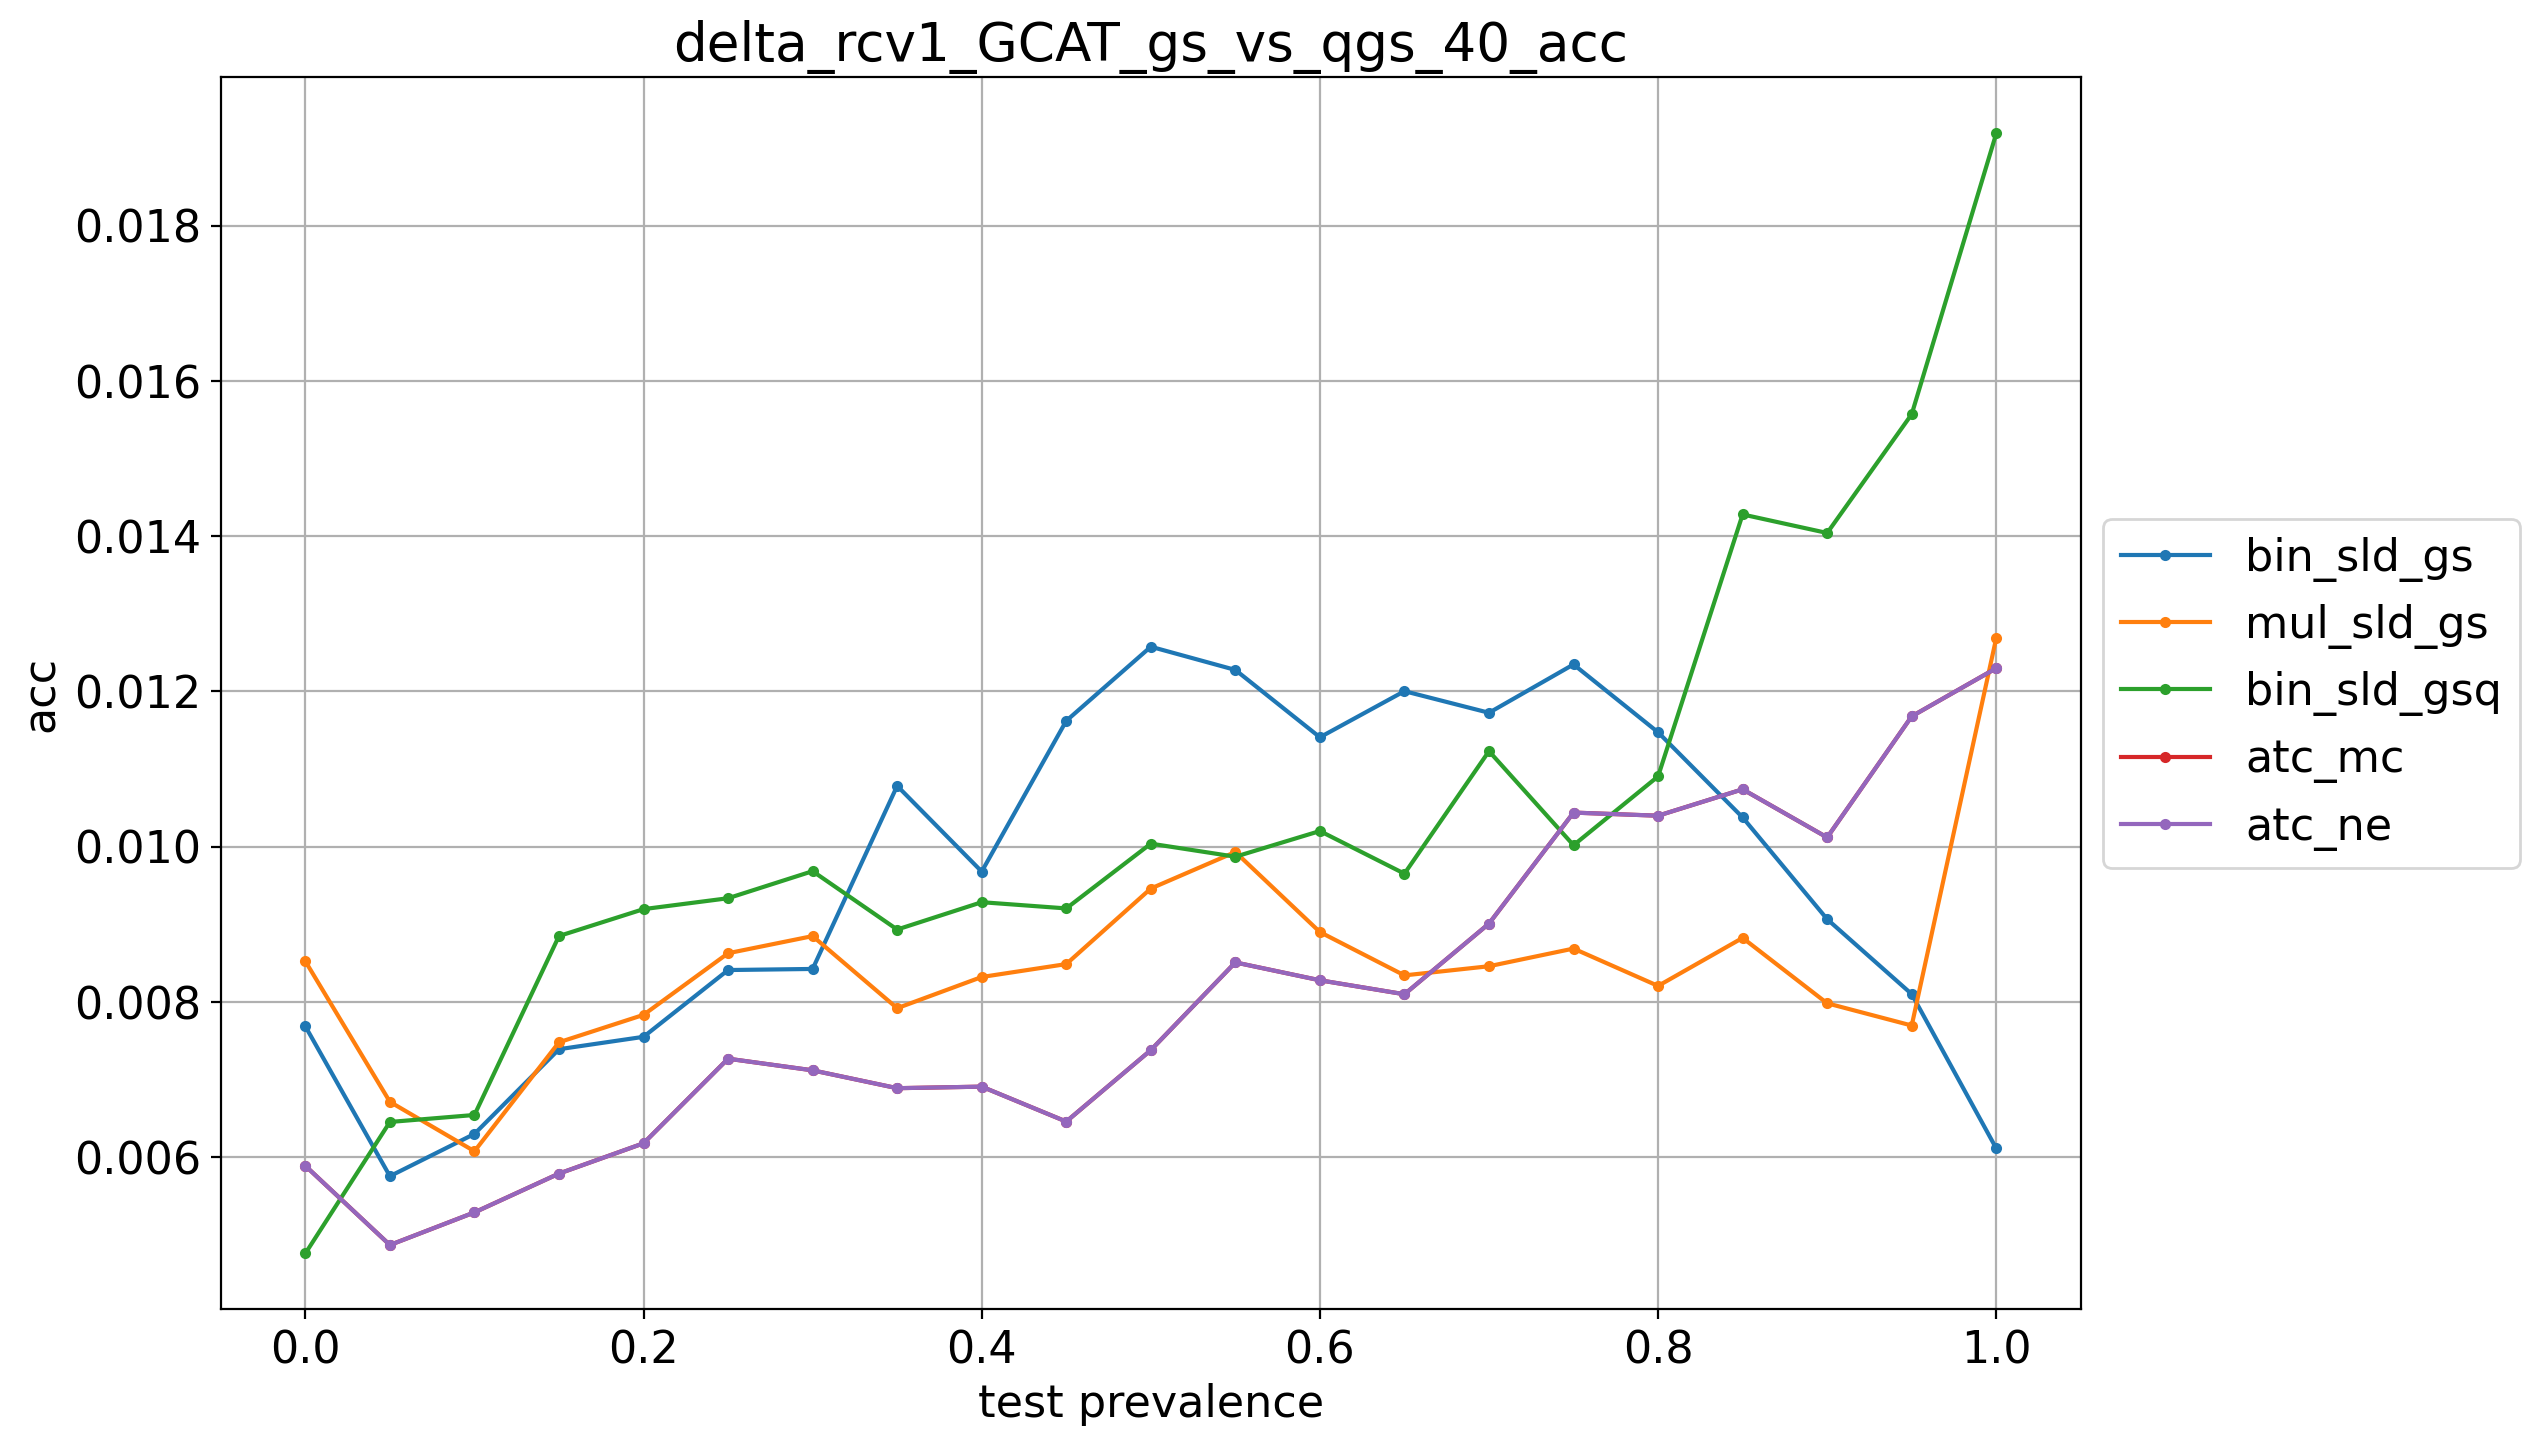 delta_rcv1_GCAT_gs_vs_qgs_40_acc
0.018
0.016
0.014
0.012
0.010
0.008
0.006
acc
0.0 0.2 0.4 0.6 0.8 1.0
test prevalence
bin_sld_gs
mul_sld_gs
bin_sld_gsq
atc_mc
atc_ne